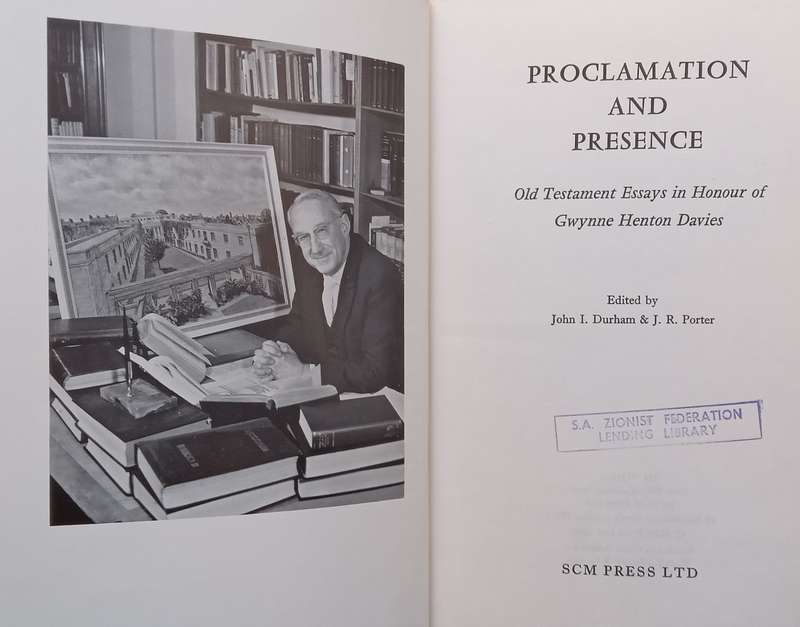 PROCLAMATION
AND
PRESENCE
Old Testament Essays in Honour of
Gwynne Henton Davies
Edited by
John I. Durham & J. R. Porter
S.A. ZIONIST FEDERATION
LENDING LIBRARY
SCM PRESS LTD